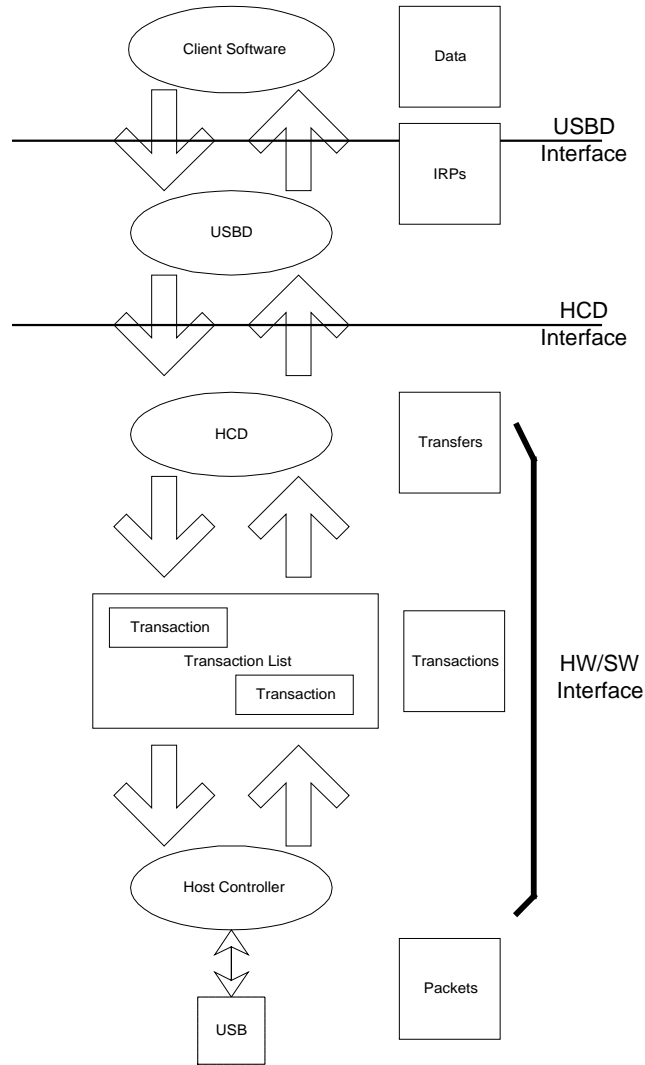 Client Software
Data
USBD
Interface
IRPs
USBD
HCD
Interface
HCD
Transfers
Transaction
Transaction List
Transaction
Transactions
HW/SW
Interface
Host Controller
Packets
USB